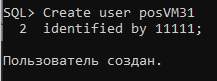 SQL> Create user posVM31
  2  identified by 11111;
Пользователь создан.